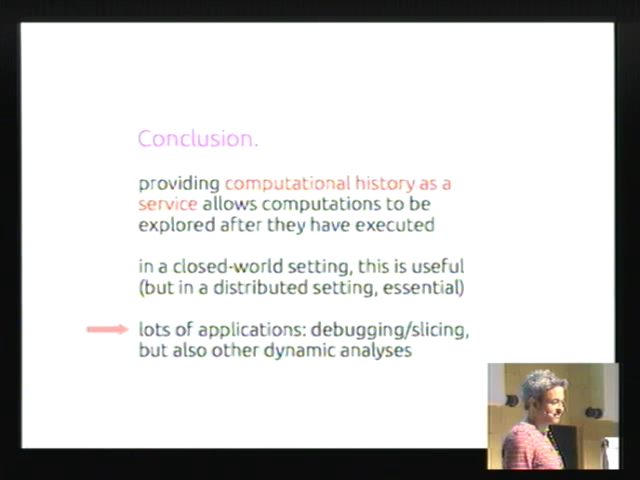 Conclusion.
providing computational history as a
service allows computations to be
explored after they have executed
in a closed-world setting, this is useful
(but in a distributed setting, essential)
lots of applications: debugging/slicing,
but also other dynamic analyses